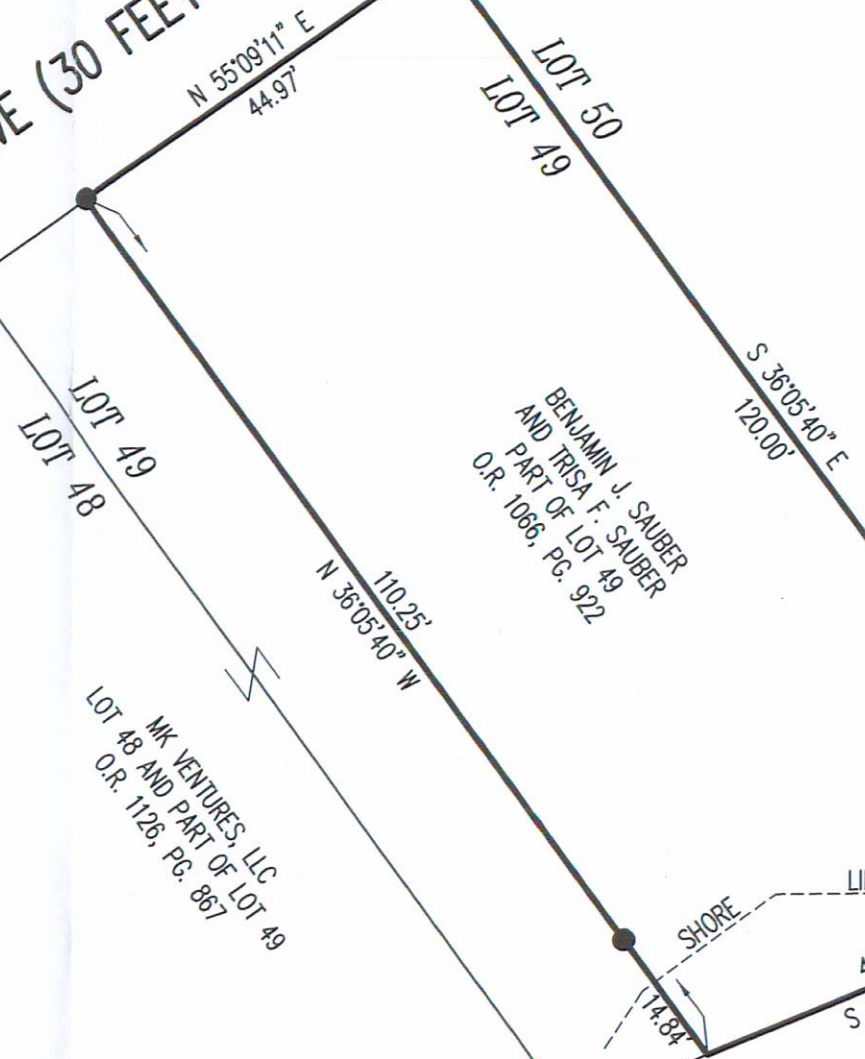 (30 FEET
N 55°09'11" E
44.97'
LOT 50
LOT 49
S 36°05'40" E
120.00'
LOT 49
LOT 48
BENJAMIN J. SAUBER
AND TRISA F. SAUBER
PART OF LOT 49
O.R. 1066, PG. 922
110.25'
N 36°05'40" W
MK VENTURES, LLC
LOT 48 AND PART OF LOT 49
O.R. 1126, PG. 867
SHORE
14.84'
S